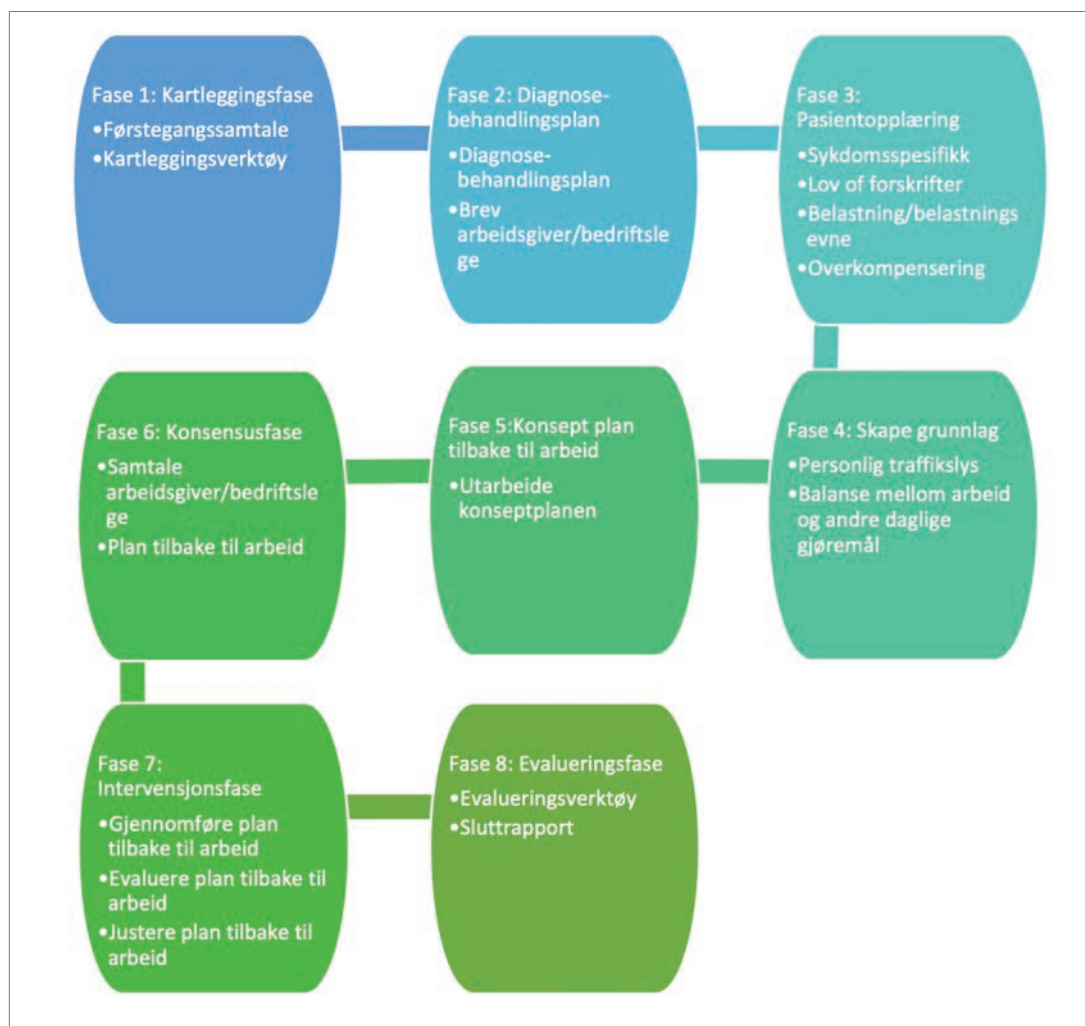 Fase 1: Kartleggingsfase
•Førstegangssamtale
•Kartleggingsverktøy
Fase 2: Diagnose-
behandlingsplan
•Diagnose-
behandlingsplan
•Brev
arbeidsgiver/bedriftsle
ge
Fase 3:
Pasientopplæring
•Sykdomsspesifikk
•Lov of forskrifter
•Belastning/belastnings
evne
•Overkompensering
Fase 4: Skape grunnlag
•Personlig traffikslys
•Balanse mellom arbeid
og andre daglige
gjøremål
Fase 5:Konsept plan
tilbake til arbeid
•Utarbeide
konseptplanen
Fase 6: Konsensusfase
•Samtale
arbeidsgiver/bedriftsle
ge
•Plan tilbake til arbeid
Fase 7:
Intervensjonsfase
•Gjennomføre plan
tilbake til arbeid
•Evaluere plan tilbake til
arbeid
•Justere plan tilbake til
arbeid
Fase 8: Evalueringsfase
•Evalueringsverktøy
•Sluttrapport